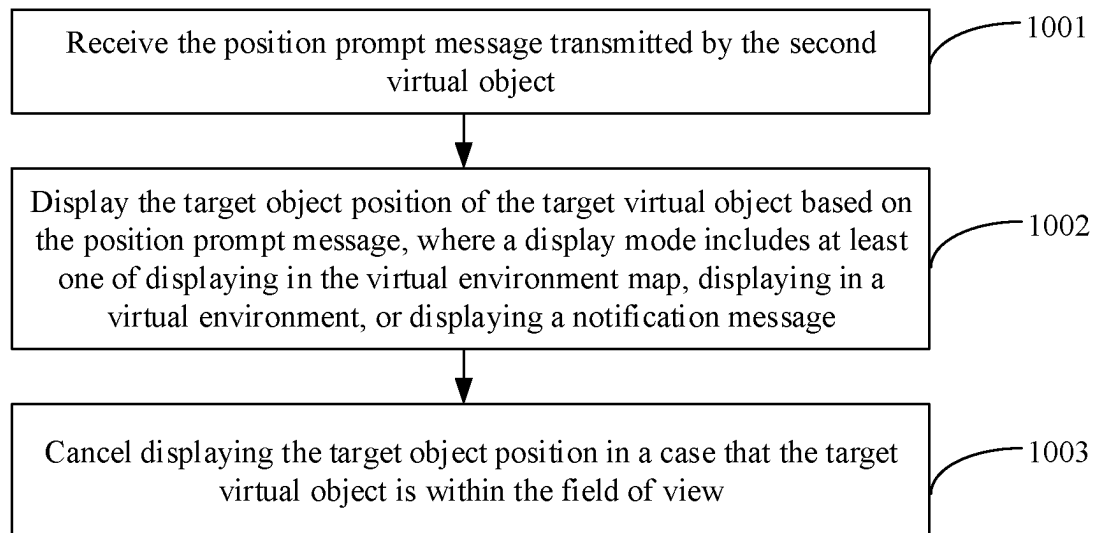 Receive the position prompt message transmitted by the second
virtual object
1001
Display the target object position of the target virtual object based on
the position prompt message, where a display mode includes at least
one of displaying in the virtual environment map, displaying in a
virtual environment, or displaying a notification message
1002
Cancel displaying the target object position in a case that the target
virtual object is within the field of view
1003